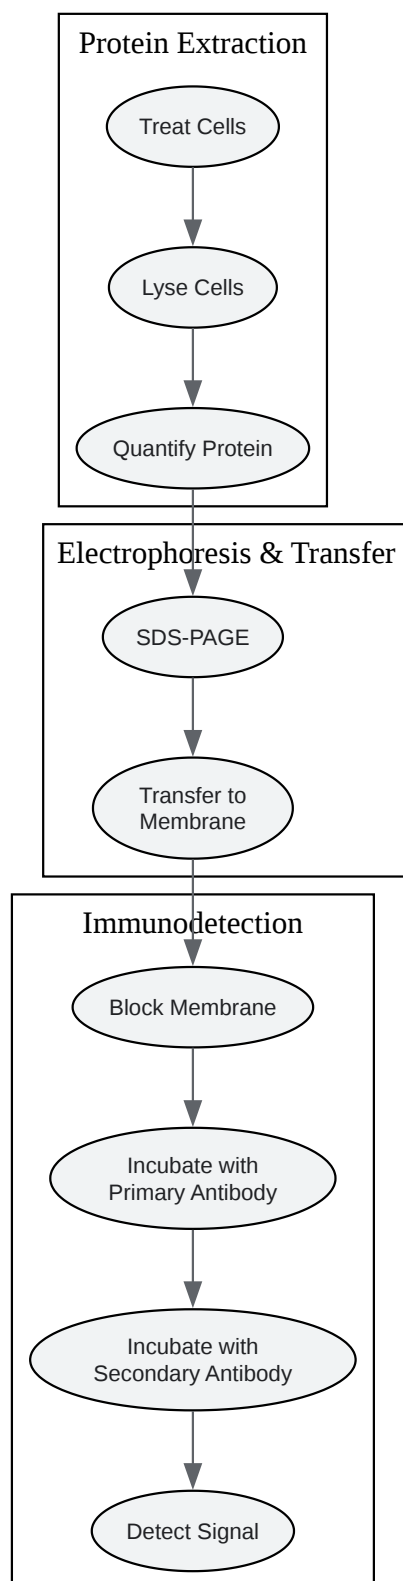 Protein Extraction
Treat Cells
Lyse Cells
Quantify Protein
Electrophoresis & Transfer
SDS-PAGE
Transfer to
Membrane
Immunodetection
Block Membrane
Incubate with
Primary Antibody
Incubate with
Secondary Antibody
Detect Signal